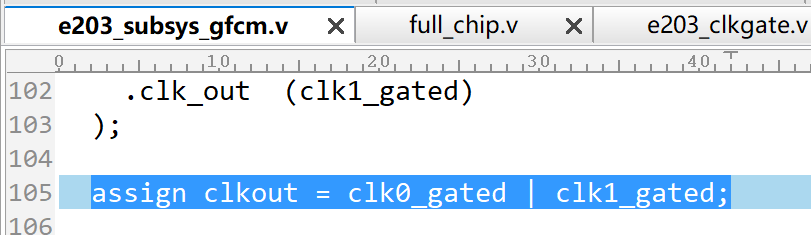 e203_subsys_gfcm.v × full_chip.v × e203_clkgate.v
0 10 20 30 40
102 .clk_out (clk1_gated)
103 );
104
105 assign clkout = clk0_gated | clk1_gated;
106